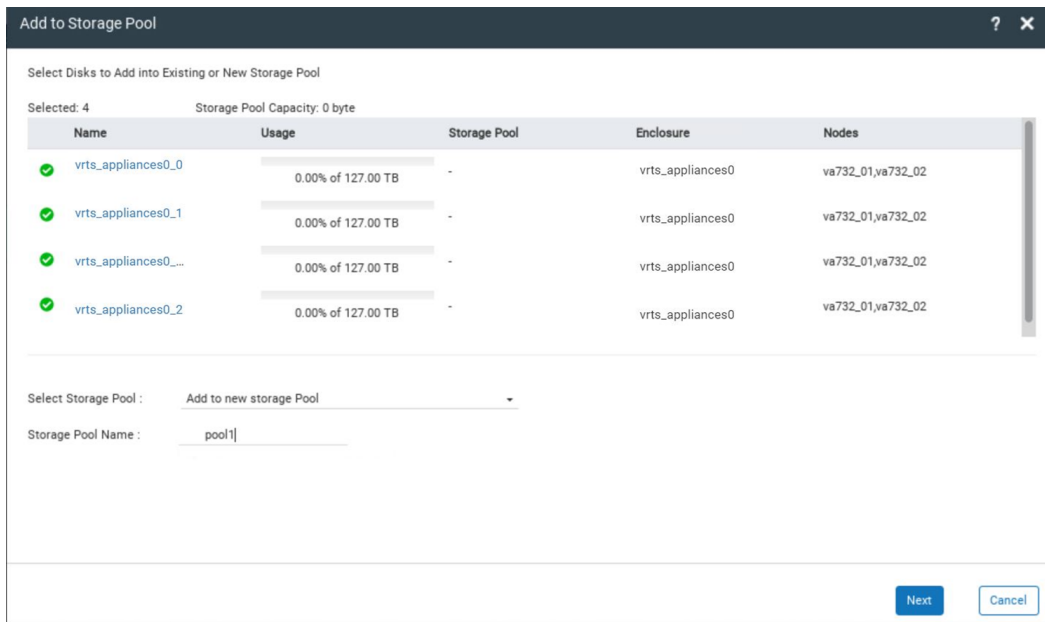 Add to Storage Pool ? ×
Select Disks to Add into Existing or New Storage Pool
Selected: 4 Storage Pool Capacity: 0 byte
Name Usage Storage Pool Enclosure Nodes
vrts_appliances0_0 0.00% of 127.00 TB - vrts_appliances0 va732_01,va732_02
vrts_appliances0_1 0.00% of 127.00 TB - vrts_appliances0 va732_01,va732_02
vrts_appliances0_... 0.00% of 127.00 TB - vrts_appliances0 va732_01,va732_02
vrts_appliances0_2 0.00% of 127.00 TB - vrts_appliances0 va732_01,va732_02
Select Storage Pool : Add to new storage Pool
Storage Pool Name : pool1
Next Cancel